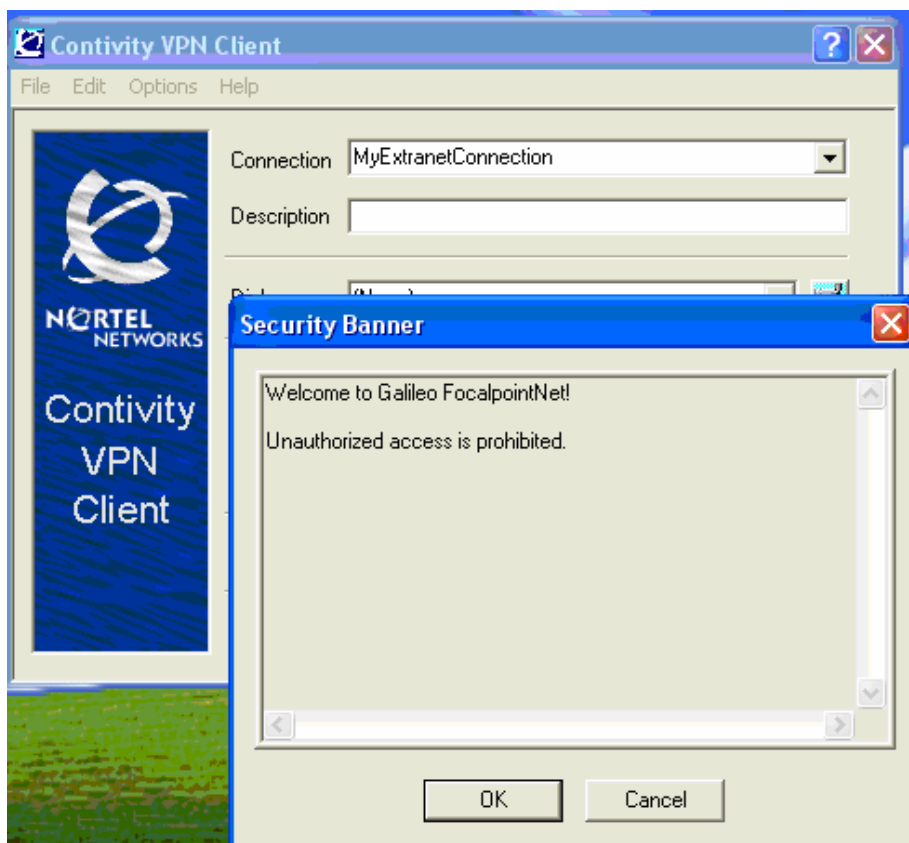 Contivity VPN Client
File Edit Options Help
Connection MyExtranetConnection
Description
NORTEL
NETWORKS
Contivity
VPN
Client
Security Banner
Welcome to Galileo FocalpointNet!
Unauthorized access is prohibited.
OK Cancel